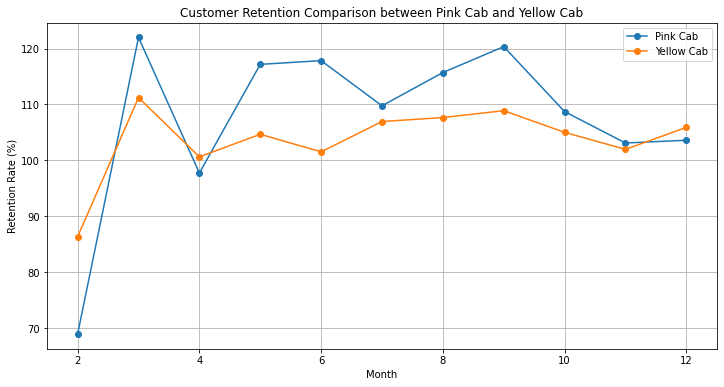 Customer Retention Comparison between Pink Cab and Yellow Cab
Pink Cab
Yellow Cab
Retention Rate (%)
120
110
100
90
80
70
2
4
6
8
10
12
Month